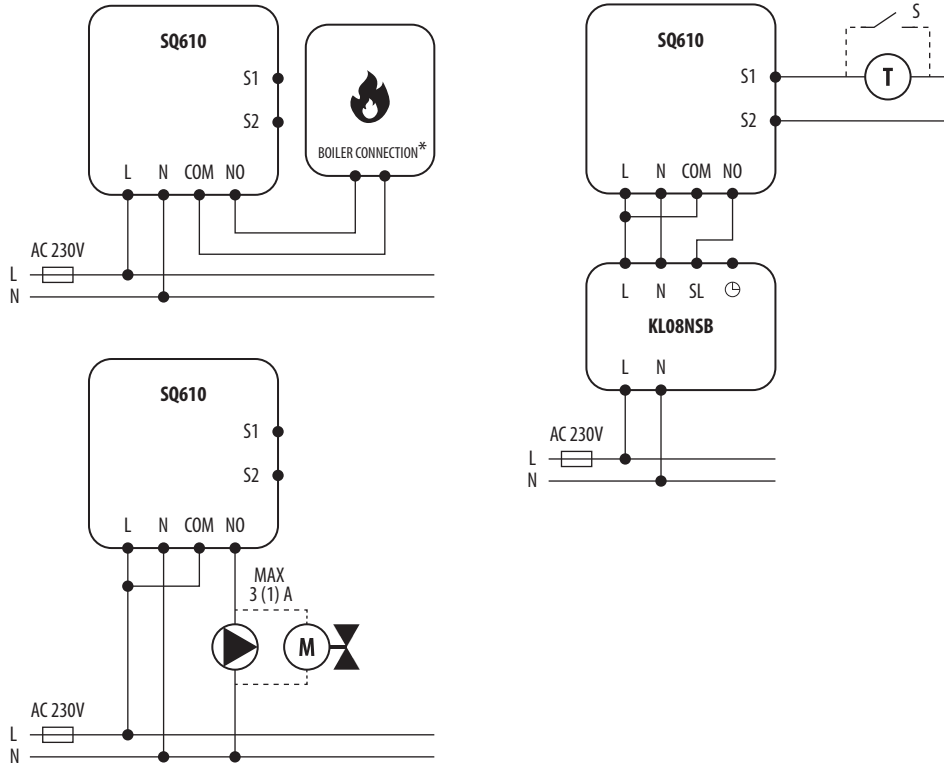 SQ610
S1
S2
L N COM NO
BOILER CONNECTION*
AC 230V
L
N
SQ610
S1
S2
L N COM NO
MAX
3 (1) A
M
AC 230V
L
N
SQ610
S
S1
T
S2
L N COM NO
L N SL
KL08NSB
L N
AC 230V
L
N